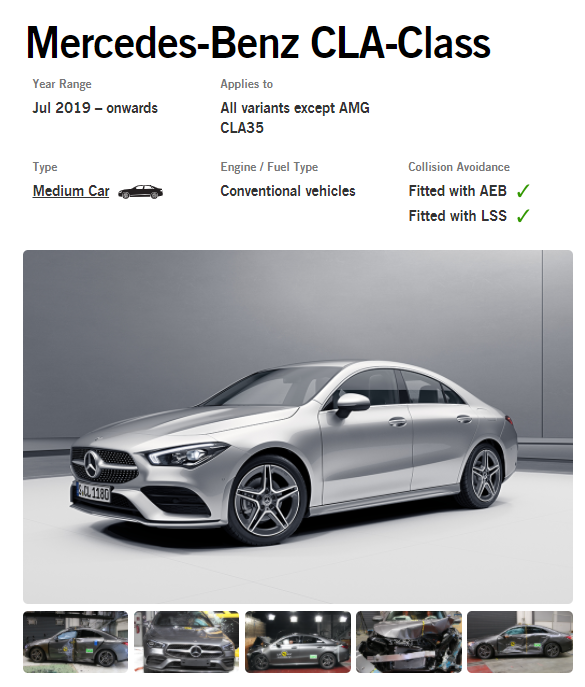 Mercedes-Benz CLA-Class
Year Range
Jul 2019 – onwards
Applies to
All variants except AMG
CLA35
Type
Medium Car
Engine / Fuel Type
Conventional vehicles
Collision Avoidance
Fitted with AEB ✓
Fitted with LSS ✓